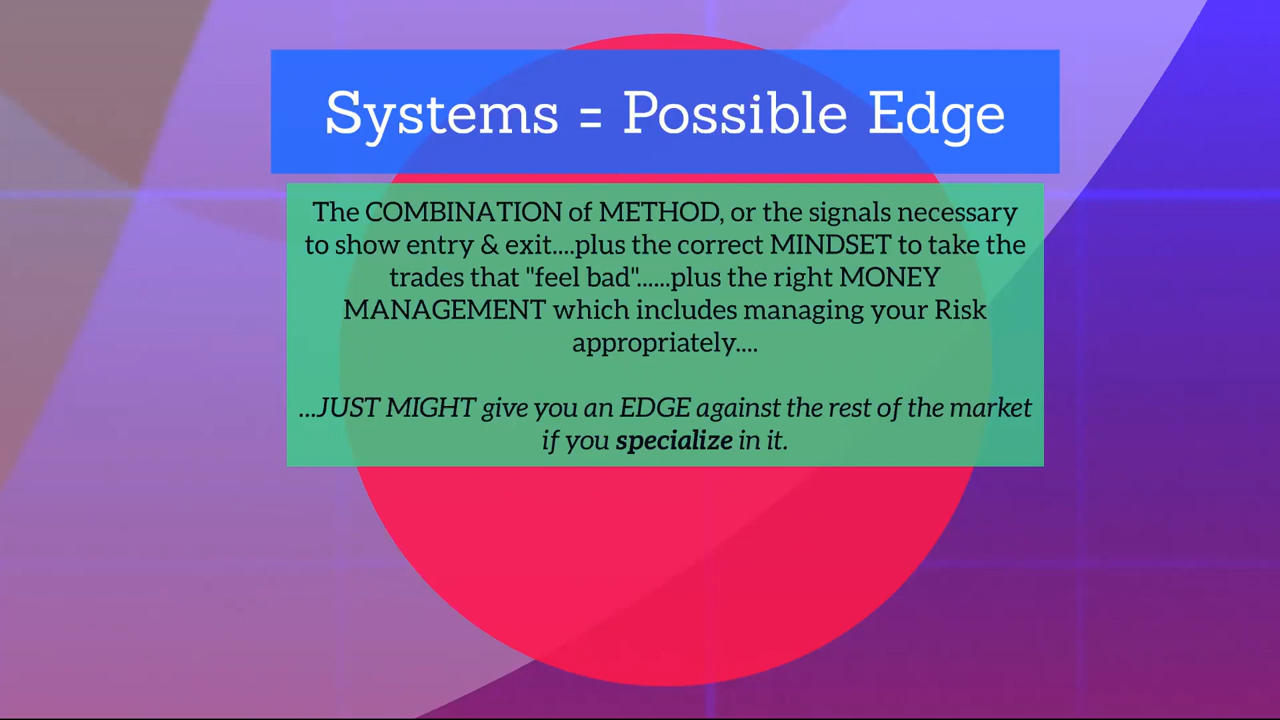 Systems = Possible Edge
The COMBINATION of METHOD, or the signals necessary
to show entry & exit....plus the correct MINDSET to take the
trades that "feel bad"......plus the right MONEY
MANAGEMENT which includes managing your Risk
appropriately....
...JUST MIGHT give you an EDGE against the rest of the market
if you specialize in it.